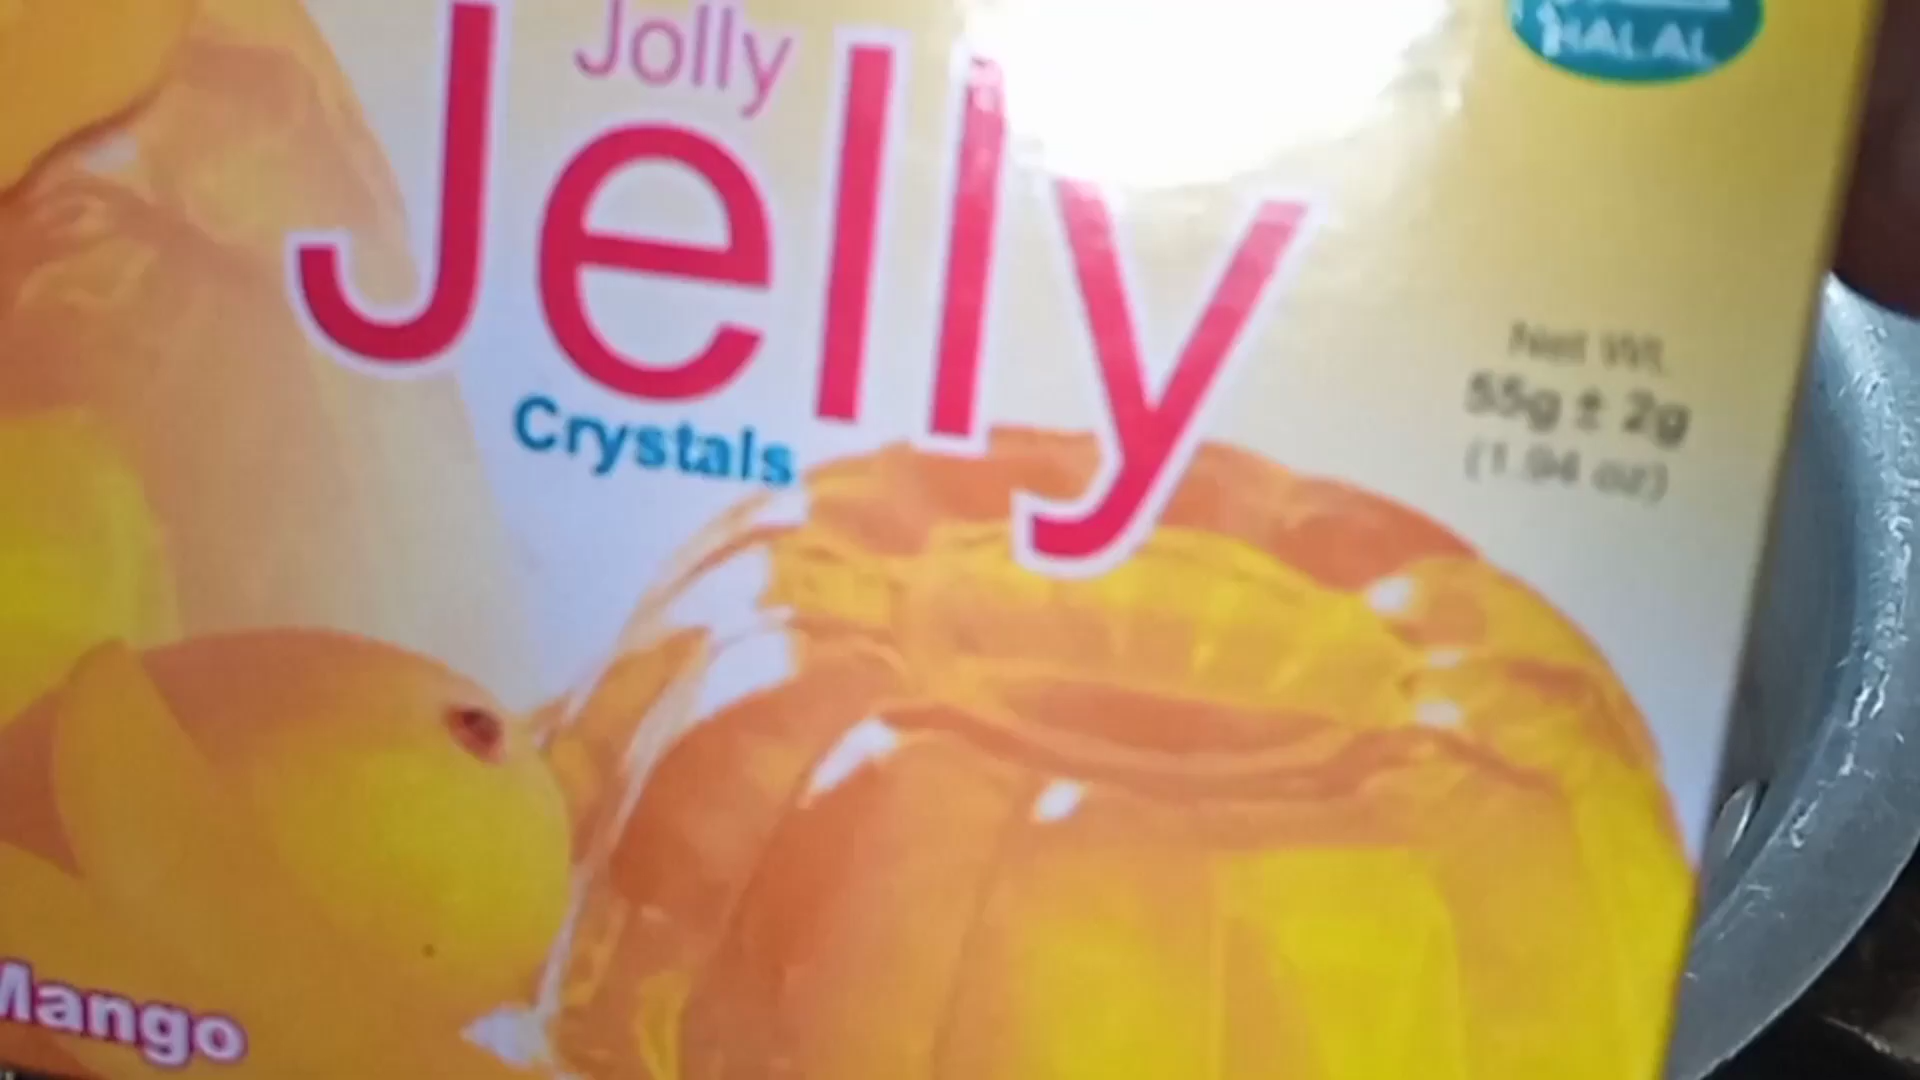 Jolly
Jelly
Crystals
HALAL
Net Wt.
55g ± 2g
(1.94 oz)
Mango